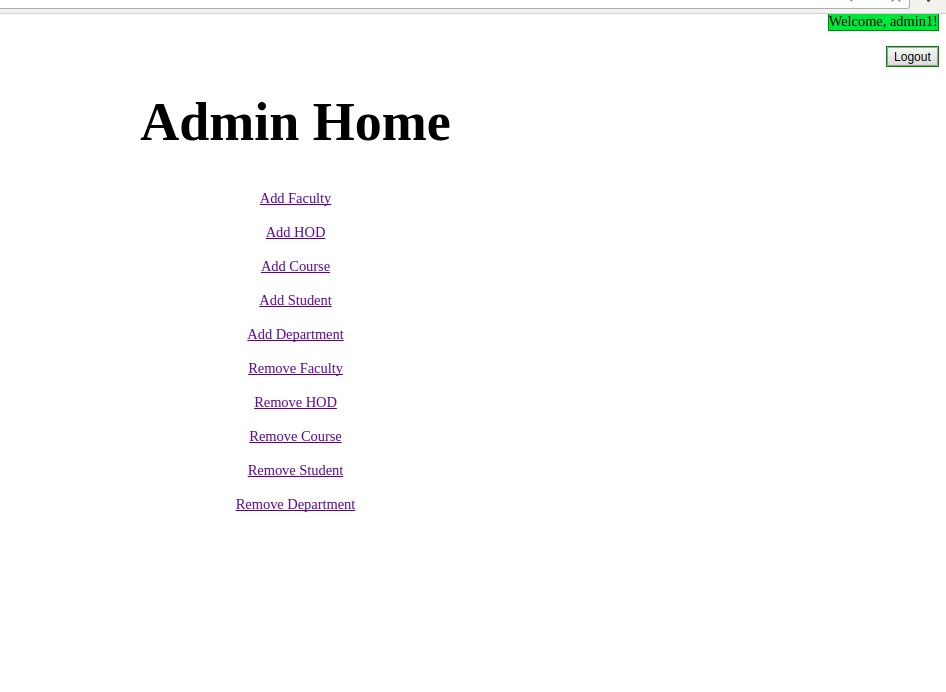 Welcome, admin1!
Logout
Admin Home
Add Faculty
Add HOD
Add Course
Add Student
Add Department
Remove Faculty
Remove HOD
Remove Course
Remove Student
Remove Department